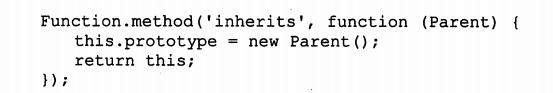 Function.method('inherits', function (Parent) {
    this.prototype = new Parent();
    return this;
});